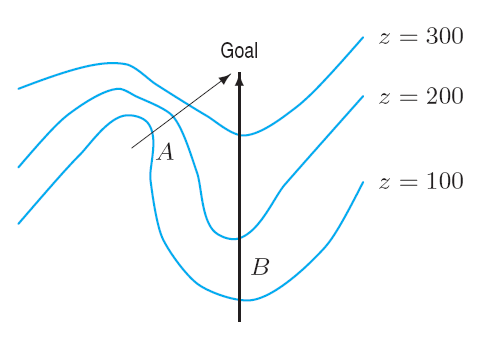 Goal
z = 300
z = 200
A
z = 100
B